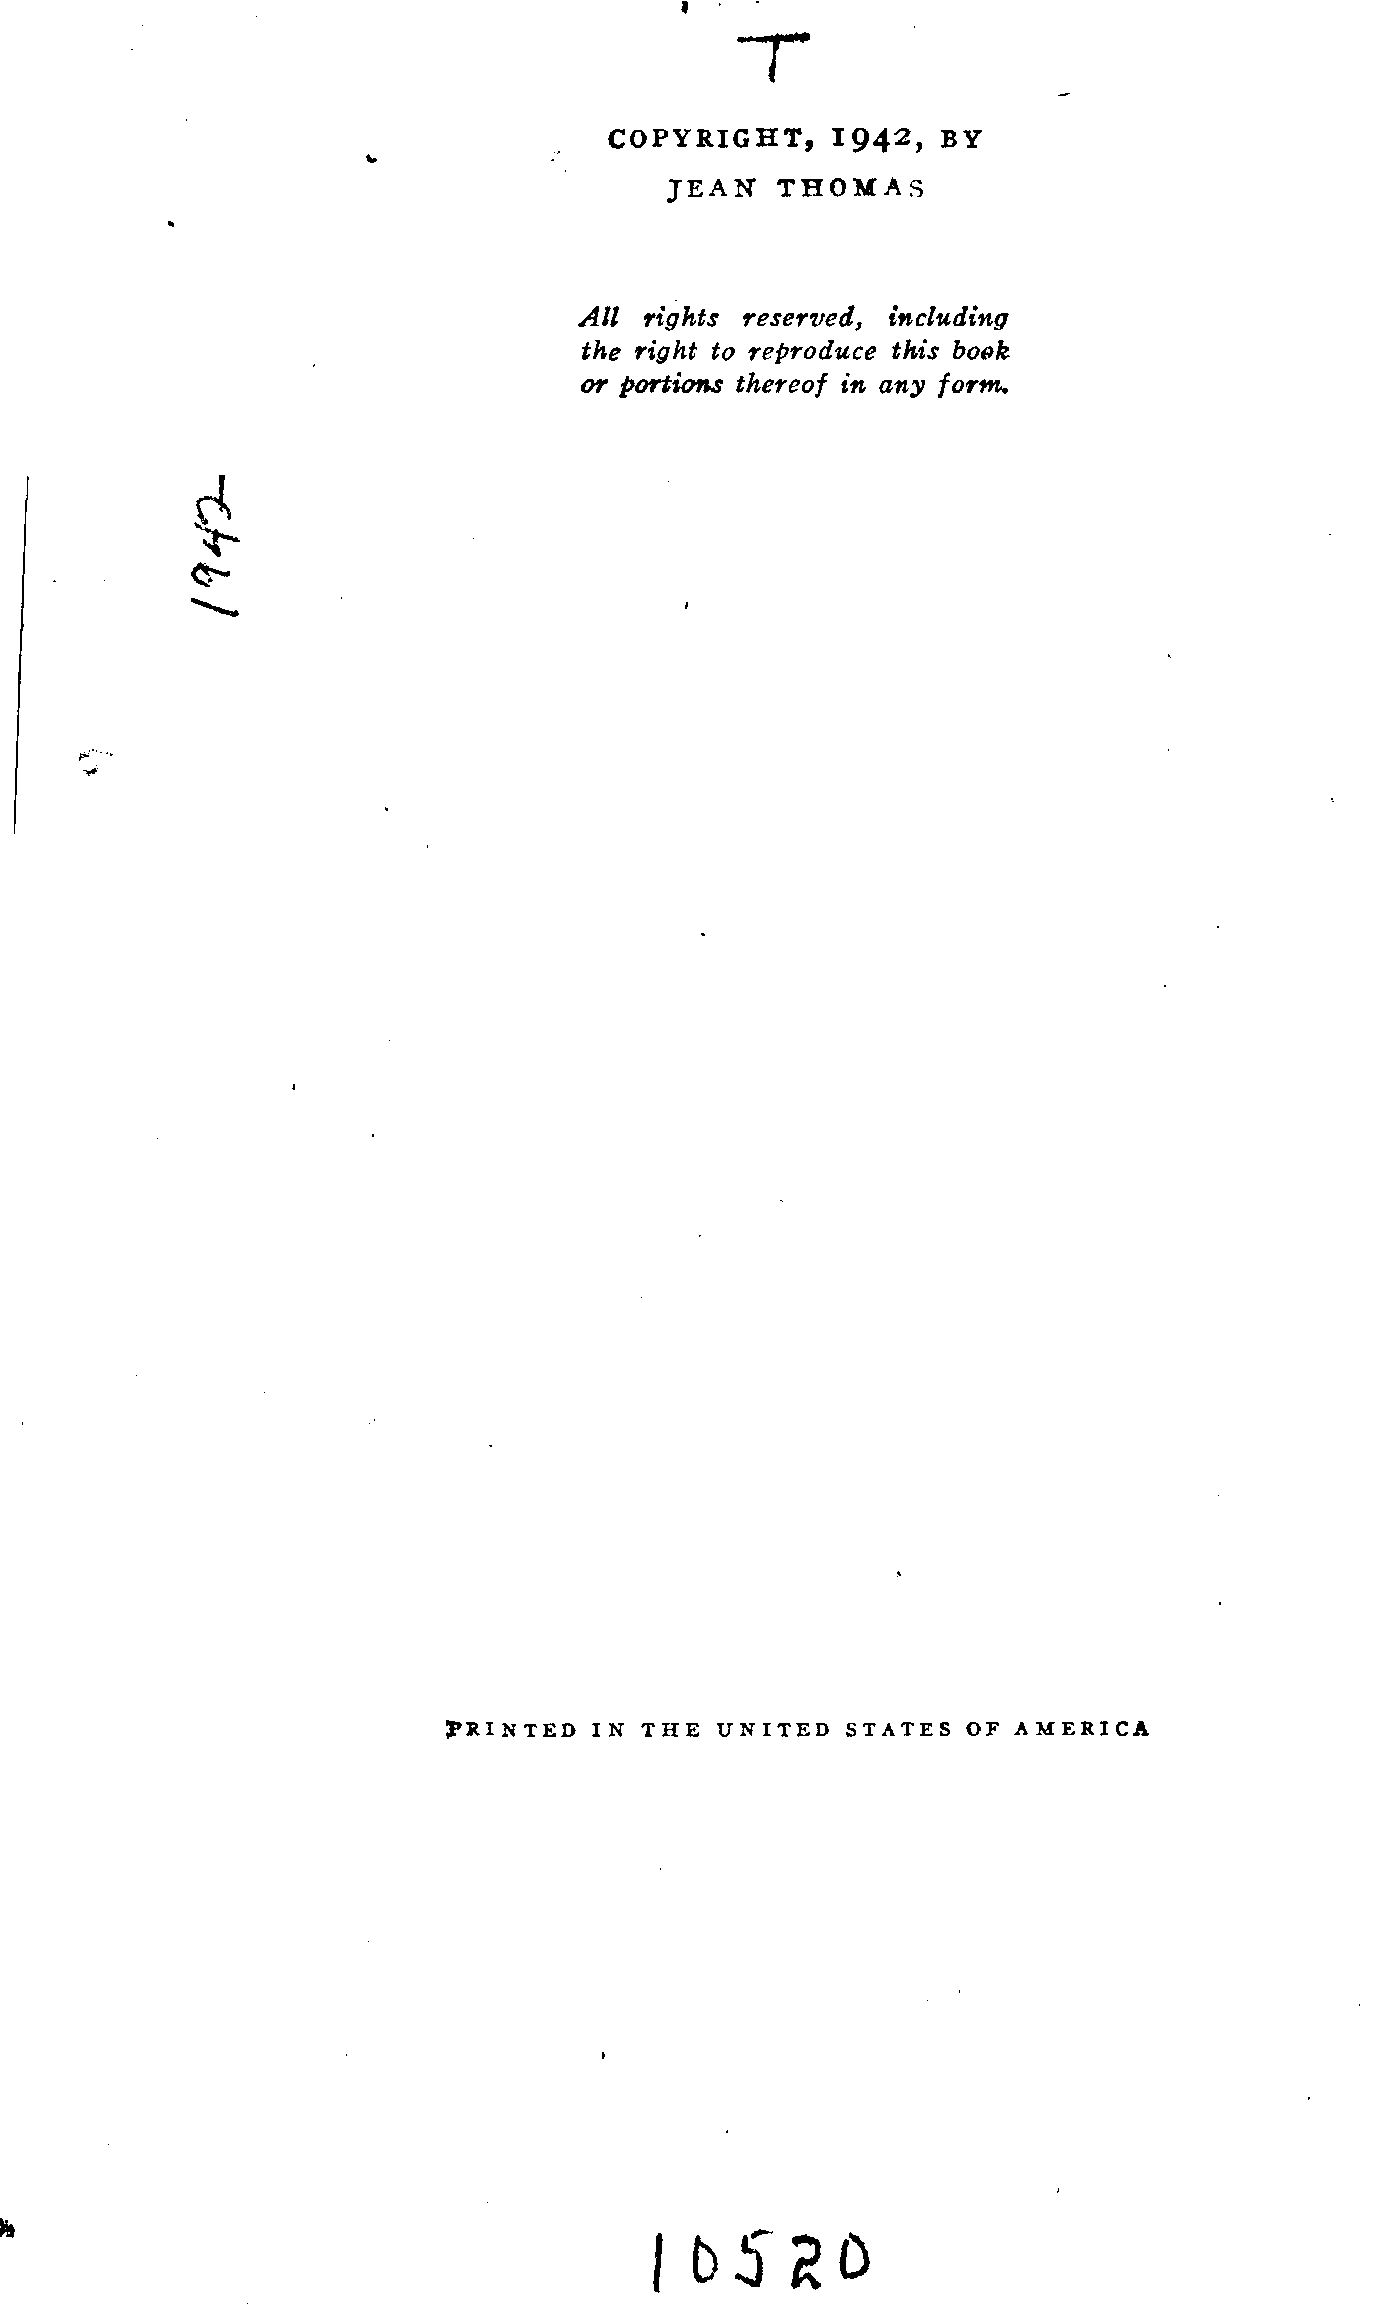 T
COPYRIGHT, 1942, BY
JEAN THOMAS
All rights reserved, including
the right to reproduce this book
or portions thereof in any form.
1942
PRINTED IN THE UNITED STATES OF AMERICA
10520